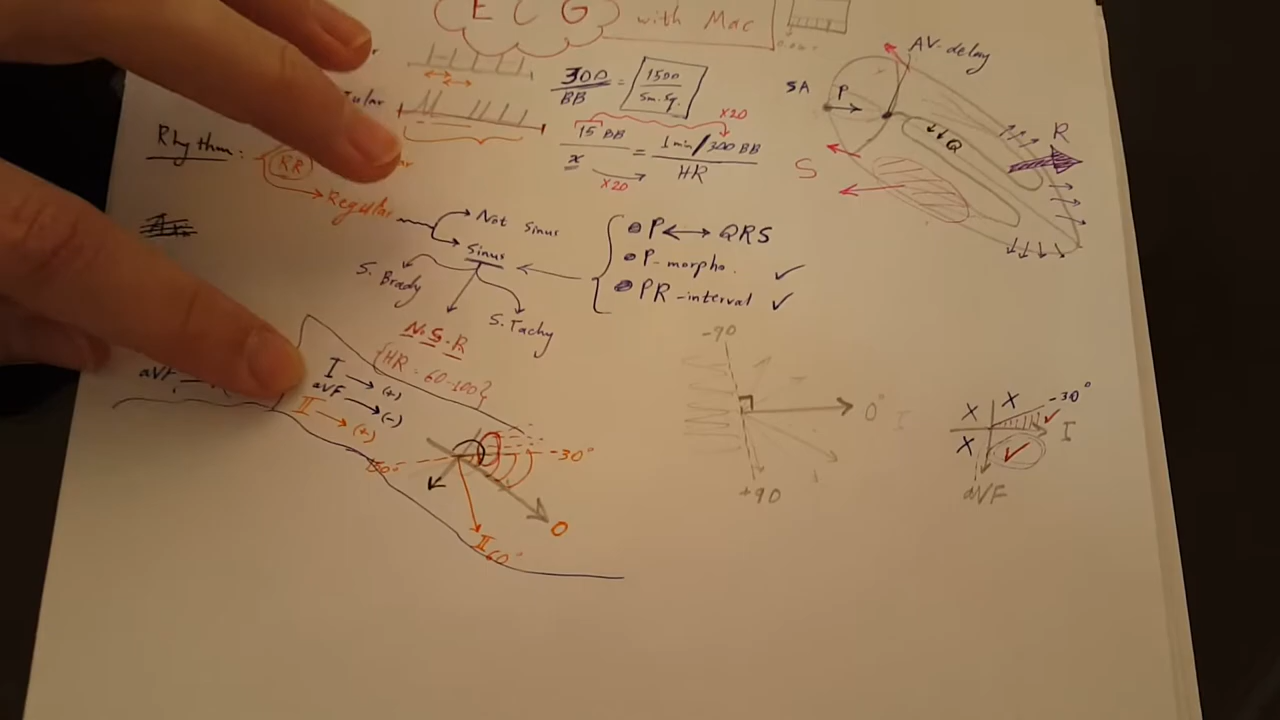 ECG
with Mac
300 / BB = 1500 / Sm. Sq.
15 BB / x = 1 min / 300 BB / HR
x20
x20
Rhythm:
RR
Regular
Not Sinus
Sinus
S. Brady
S. Tachy
N.S.R
{HR = 60-100}
P ↔ QRS
P-morpho. ✓
PR-interval ✓
SA
P
AV-delay
Q
R
S
aVF
I → (+)
aVF → (-)
II → (+)
-30°
0
II 60°
-90
0° I
+90
X X -30°
✓
I
X ✓
aVF